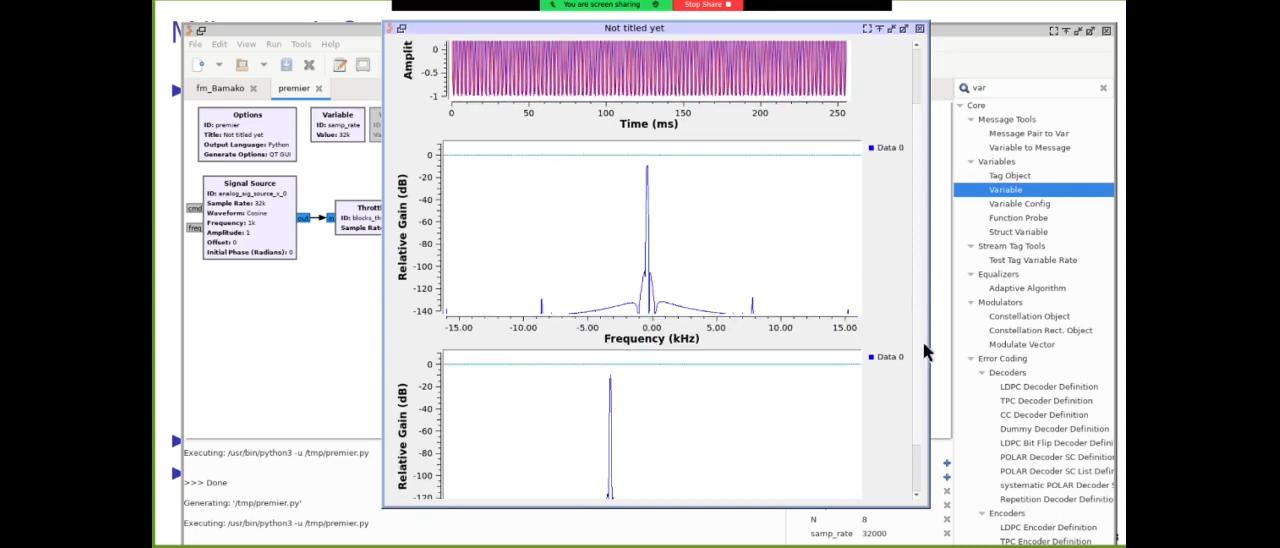 You are screen sharing
Stop Share
Not titled yet
File Edit View Run Tools Help
fm_Bamako
premier
Options
ID: premier
Title: Not titled yet
Output Language: Python
Generate Options: QT GUI
Variable
ID: samp_rate
Value: 32k
Signal Source
ID: analog_sig_source_x_0
Sample Rate: 32k
Waveform: Cosine
Frequency: 1k
Amplitude: 1
Offset: 0
Initial Phase (Radians): 0
cmd
freq
out
in
Thrott
ID: blocks_th
Sample Rat
Executing: /usr/bin/python3 -u /tmp/premier.py
>>> Done
Generating: '/tmp/premier.py'
Executing: /usr/bin/python3 -u /tmp/premier.py
Amplit
0
-0.5
-1
0 50 100 150 200 250
Time (ms)
Data 0
Relative Gain (dB)
0
-20
-40
-60
-80
-100
-120
-140
-15.00 -10.00 -5.00 0.00 5.00 10.00 15.00
Frequency (kHz)
Data 0
Relative Gain (dB)
0
-20
-40
-60
-80
-100
-120
N 8
samp_rate 32000
var
Core
Message Tools
Message Pair to Var
Variable to Message
Variables
Tag Object
Variable
Variable Config
Function Probe
Struct Variable
Stream Tag Tools
Test Tag Variable Rate
Equalizers
Adaptive Algorithm
Modulators
Constellation Object
Constellation Rect. Object
Modulate Vector
Error Coding
Decoders
LDPC Decoder Definition
TPC Decoder Definition
CC Decoder Definition
Dummy Decoder Definition
LDPC Bit Flip Decoder Defini
POLAR Decoder SC Definition
POLAR Decoder SC List Defir
systematic POLAR Decoder S
Repetition Decoder Definitio
Encoders
LDPC Encoder Definition
TPC Encoder Definition